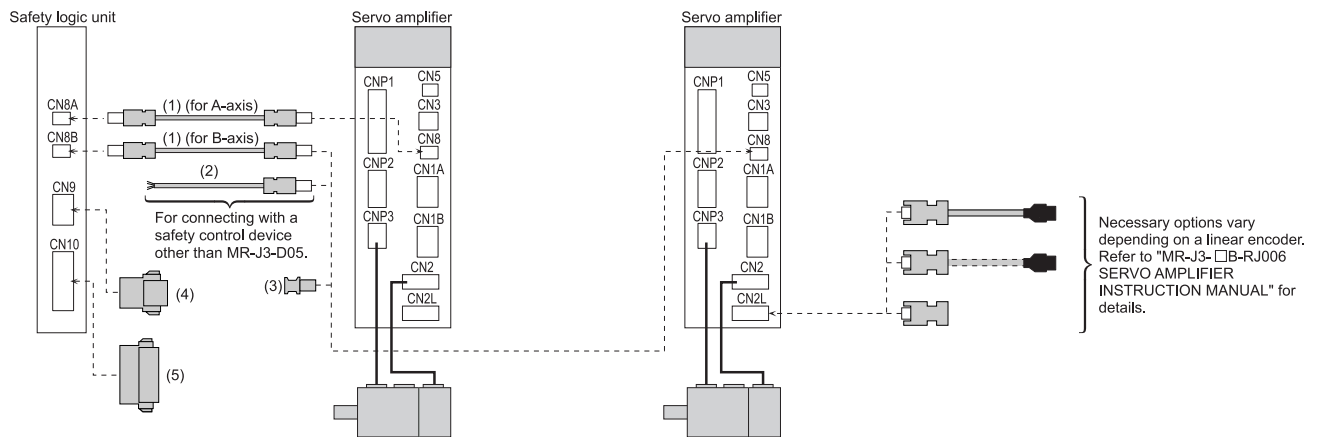 Safety logic unit
CN8A
CN8B
CN9
CN10
(1) (for A-axis)
(1) (for B-axis)
(2)
For connecting with a
safety control device
other than MR-J3-D05.
(3)
(4)
(5)
Servo amplifier
CNP1
CN5
CN3
CN8
CNP2
CN1A
CNP3
CN1B
CN2
CN2L
Servo amplifier
CNP1
CN5
CN3
CN8
CNP2
CN1A
CNP3
CN1B
CN2
CN2L
Necessary options vary
depending on a linear encoder.
Refer to "MR-J3- □B-RJ006
SERVO AMPLIFIER
INSTRUCTION MANUAL" for
details.